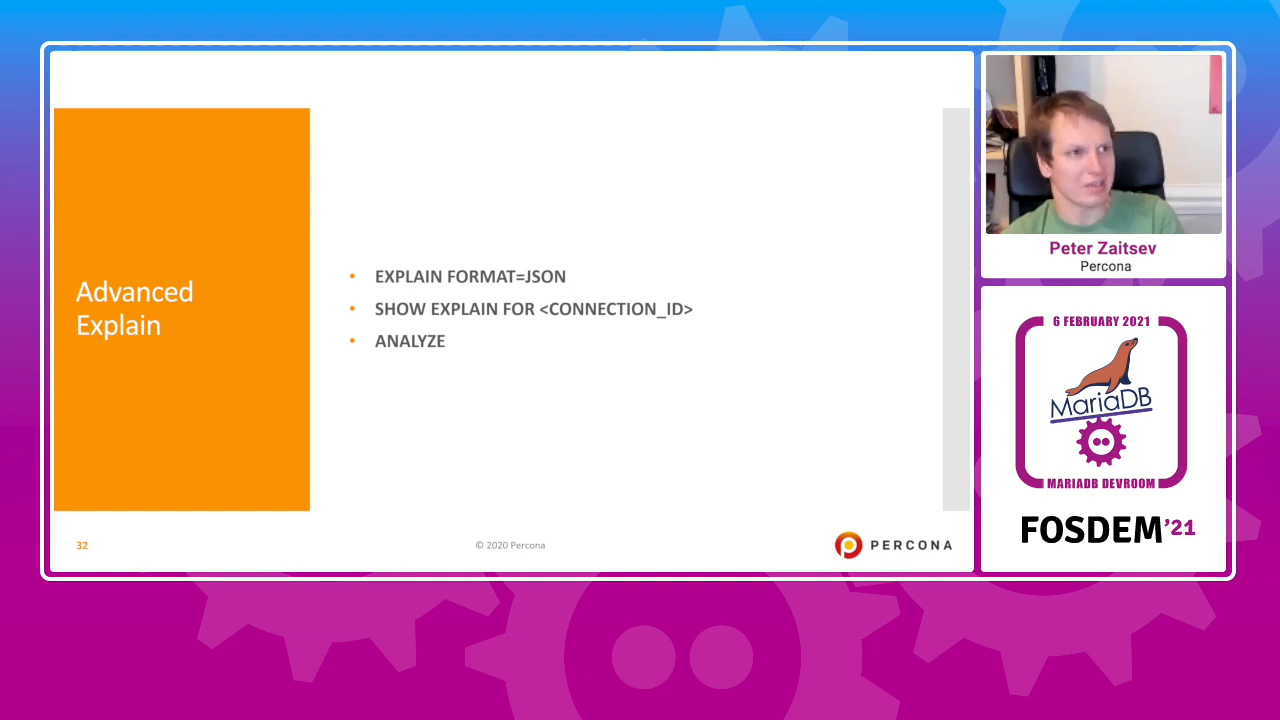 Advanced
Explain
• EXPLAIN FORMAT=JSON
• SHOW EXPLAIN FOR <CONNECTION_ID>
• ANALYZE
32
© 2020 Percona
PERCONA
Peter Zaitsev
Percona
6 FEBRUARY 2021
MariaDB
MARIADB DEVROOM
FOSDEM'21